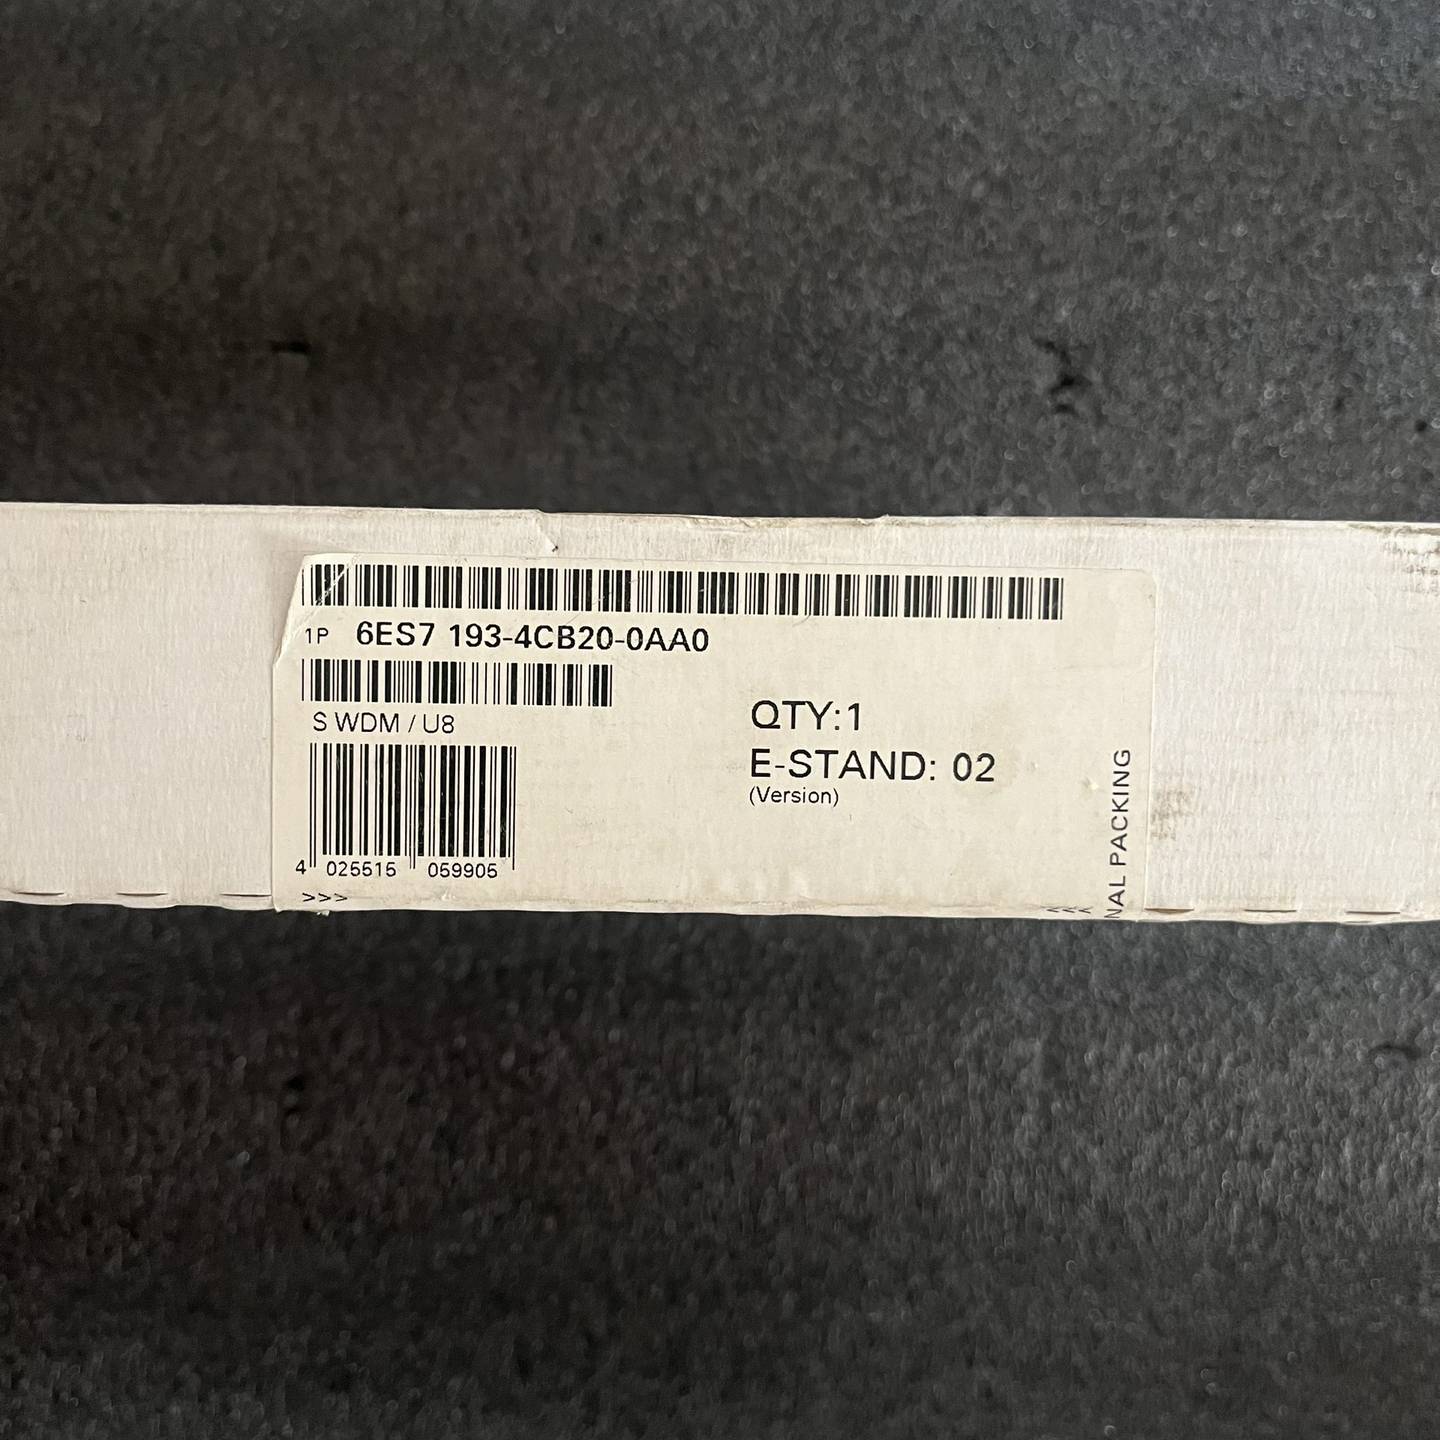 1P 6ES7 193-4CB20-0AA0
S WDM / U8
QTY:1
E-STAND: 02
(Version)
4 025515 059905
>>>
NAL PACKING